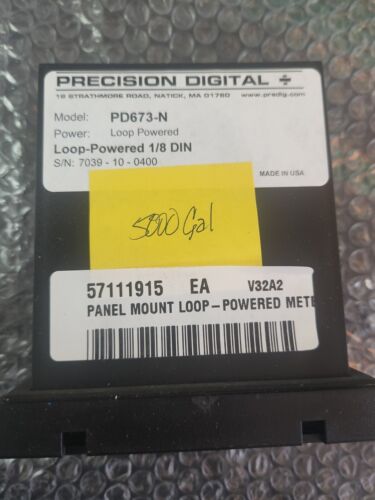 PRECISION DIGITAL
19 STRATHMORE ROAD, NATICK, MA 01760 www.predig.com
Model: PD673-N
Power: Loop Powered
Loop-Powered 1/8 DIN
S/N: 7039 - 10 - 0400
MADE IN USA
5000 Gal
57111915 EA V32A2
PANEL MOUNT LOOP-POWERED METE